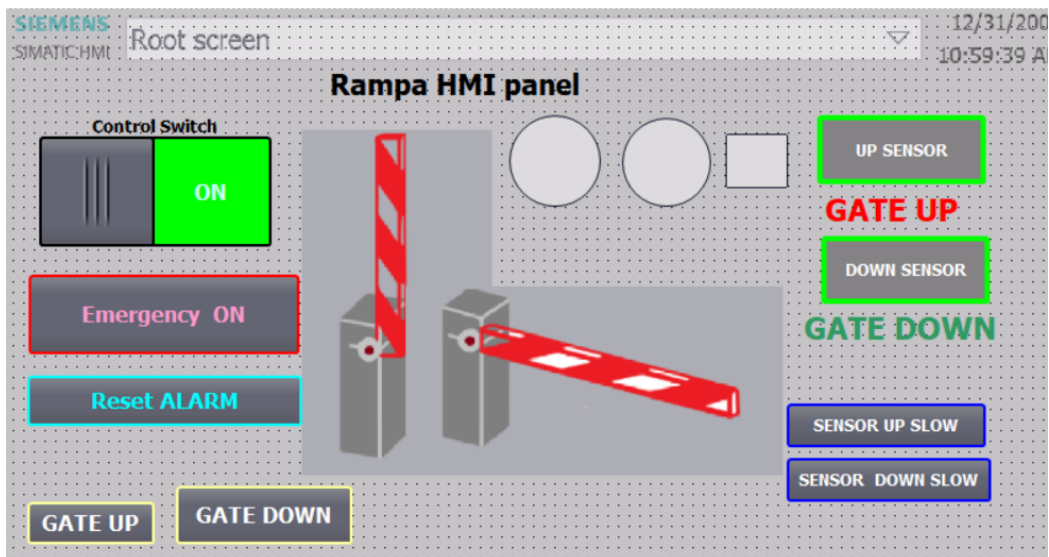 SIEMENS
SIMATIC HMI
Root screen
12/31/200
10:59:39 A
Rampa HMI panel
Control Switch
ON
UP SENSOR
GATE UP
DOWN SENSOR
GATE DOWN
Emergency ON
Reset ALARM
SENSOR UP SLOW
SENSOR DOWN SLOW
GATE UP
GATE DOWN